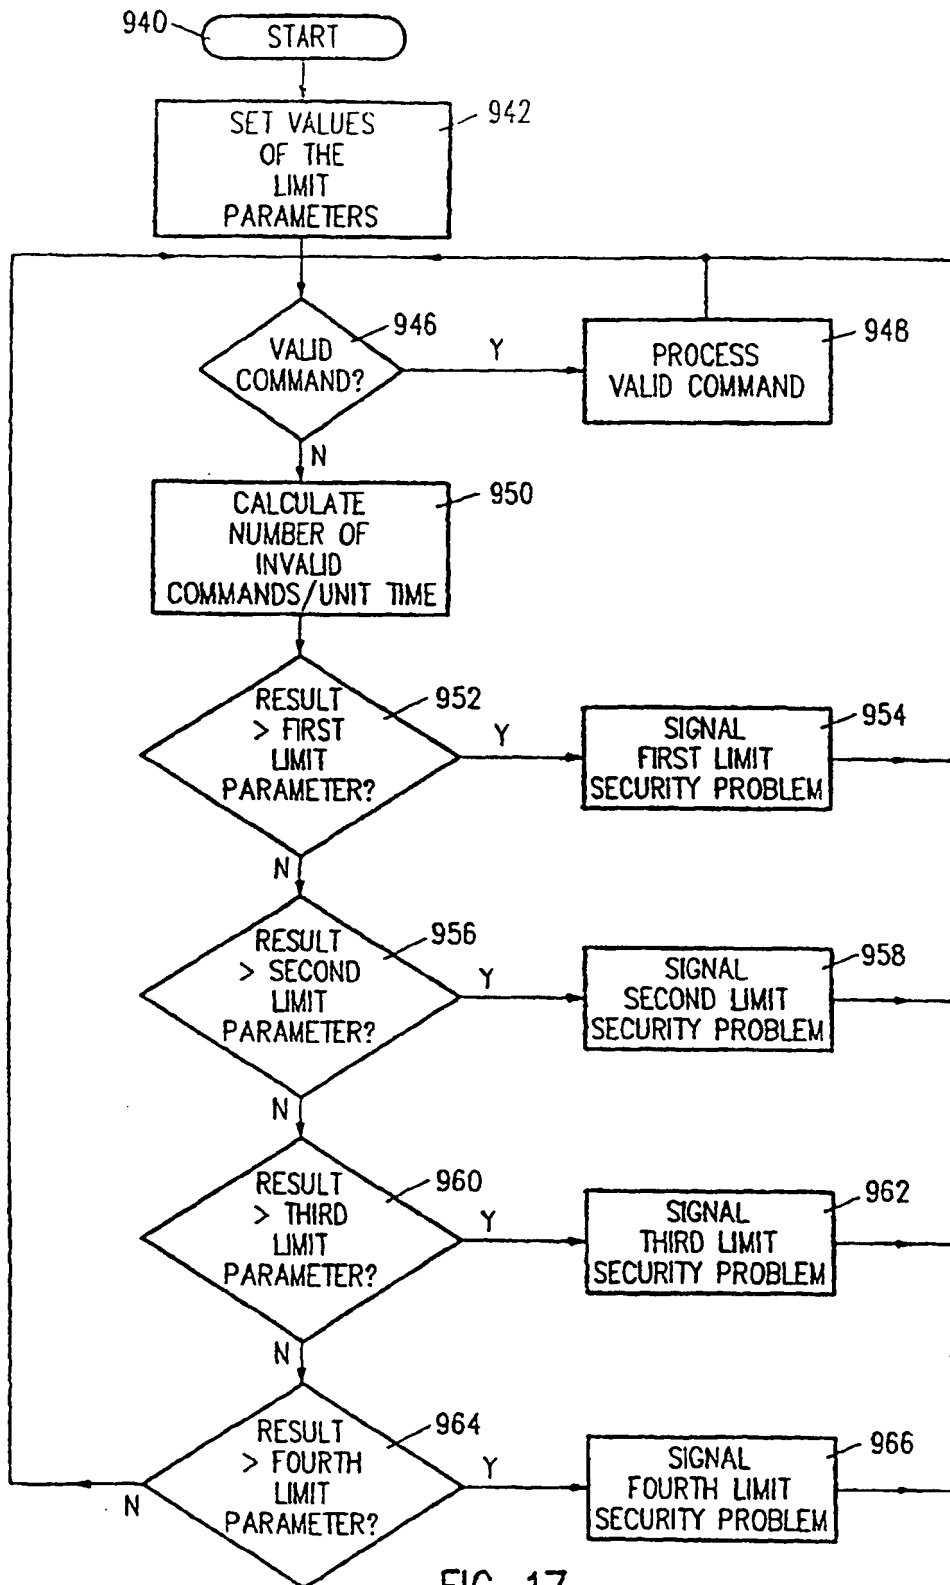 940
START
942
SET VALUES
OF THE
LIMIT
PARAMETERS
946
VALID
COMMAND?
Y
948
PROCESS
VALID COMMAND
N
950
CALCULATE
NUMBER OF
INVALID
COMMANDS/UNIT TIME
952
RESULT
> FIRST
LIMIT
PARAMETER?
Y
954
SIGNAL
FIRST LIMIT
SECURITY PROBLEM
N
956
RESULT
> SECOND
LIMIT
PARAMETER?
Y
958
SIGNAL
SECOND LIMIT
SECURITY PROBLEM
N
960
RESULT
> THIRD
LIMIT
PARAMETER?
Y
962
SIGNAL
THIRD LIMIT
SECURITY PROBLEM
N
964
RESULT
> FOURTH
LIMIT
PARAMETER?
Y
966
SIGNAL
FOURTH LIMIT
SECURITY PROBLEM
N
FIG. 17